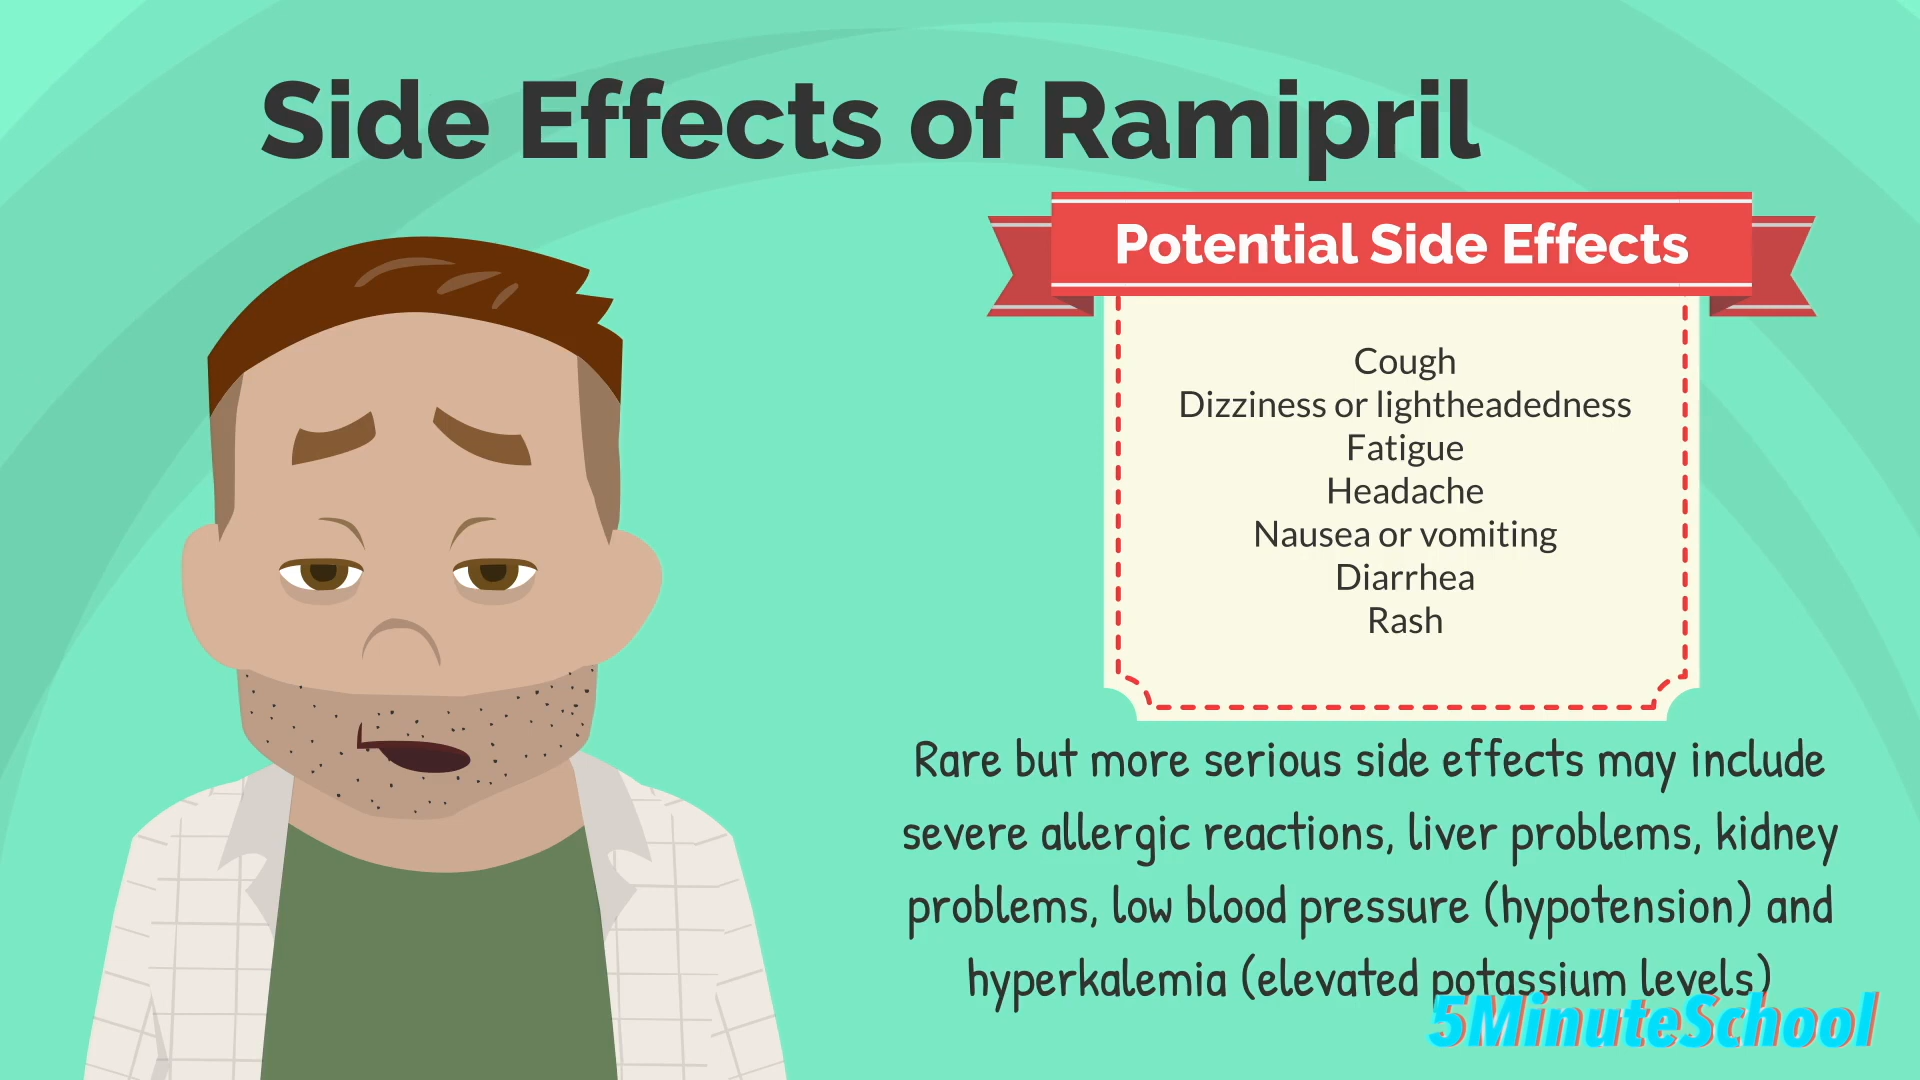 Side Effects of Ramipril
Potential Side Effects
Cough
Dizziness or lightheadedness
Fatigue
Headache
Nausea or vomiting
Diarrhea
Rash
Rare but more serious side effects may include
severe allergic reactions, liver problems, kidney
problems, low blood pressure (hypotension) and
hyperkalemia (elevated potassium levels)
5MinuteSchool